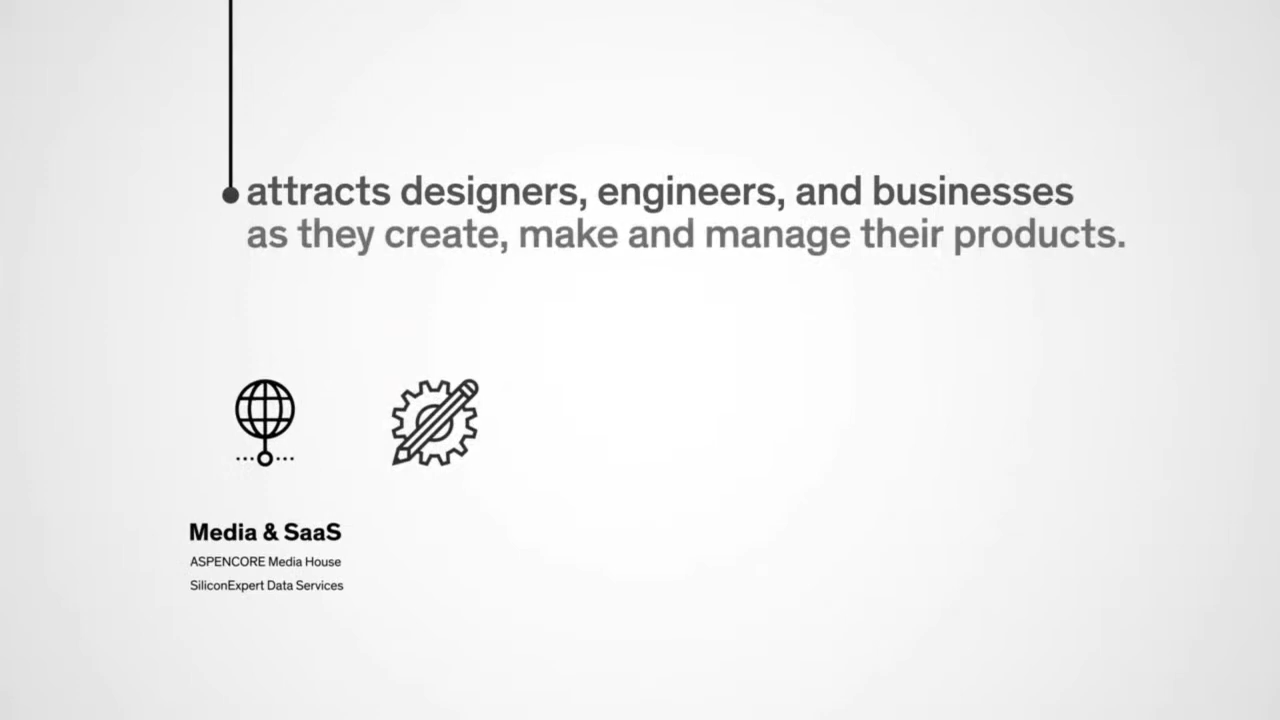 attracts designers, engineers, and businesses
as they create, make and manage their products.
Media & SaaS
ASPENCORE Media House
SiliconExpert Data Services